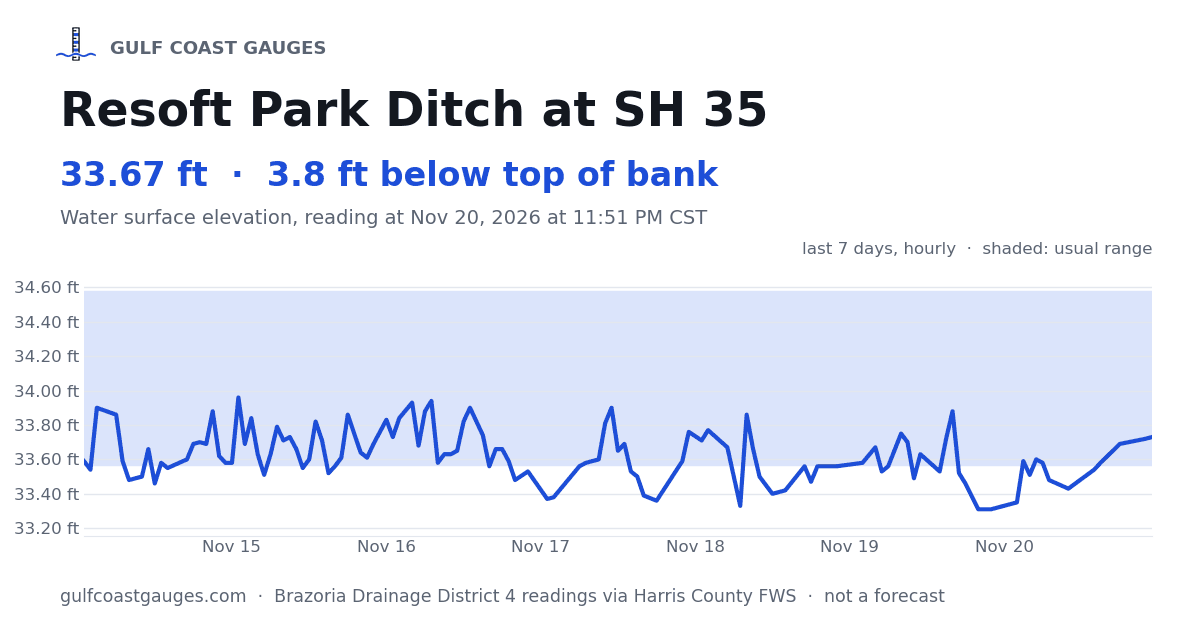 GULF COAST GAUGES
Resoft Park Ditch at SH 35
33.67 ft · 3.8 ft below top of bank
Water surface elevation, reading at Nov 20, 2026 at 11:51 PM CST
last 7 days, hourly · shaded: usual range
34.60 ft
34.40 ft
34.20 ft
34.00 ft
33.80 ft
33.60 ft
33.40 ft
33.20 ft
Nov 15 Nov 16 Nov 17 Nov 18 Nov 19 Nov 20
gulfcoastgauges.com · Brazoria Drainage District 4 readings via Harris County FWS · not a forecast